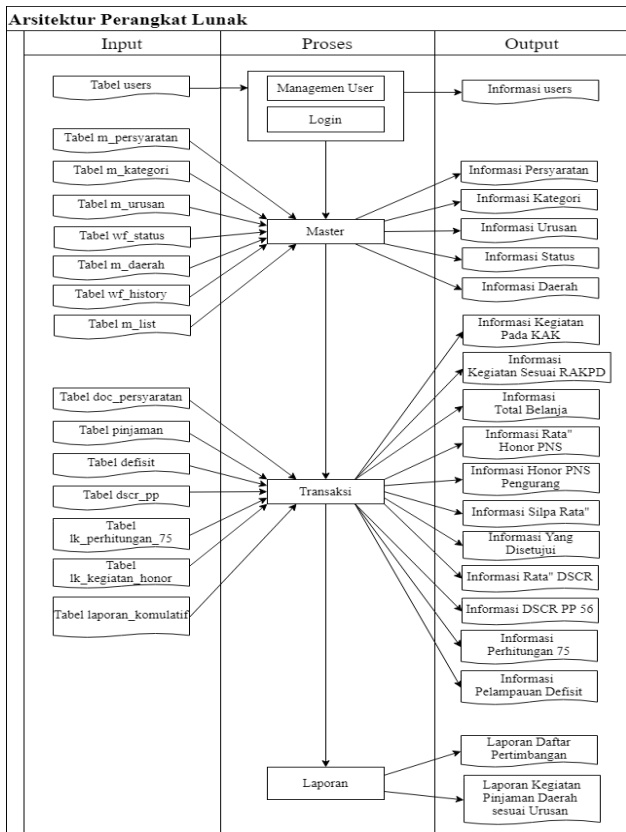 Arsitektur Perangkat Lunak
Input
Proses
Output
Tabel users
Managemen User
Login
Informasi users
Tabel m_persyaratan
Tabel m_kategori
Tabel m_urusan
Tabel wf_status
Tabel m_daerah
Tabel wf_history
Tabel m_list
Master
Informasi Persyaratan
Informasi Kategori
Informasi Urusan
Informasi Status
Informasi Daerah
Tabel doc_persyaratan
Tabel pinjaman
Tabel defisit
Tabel dscr_pp
Tabel
lk_perhitungan_75
Tabel
lk_kegiatan_honor
Tabel laporan_komulatif
Transaksi
Informasi Kegiatan
Pada KAK
Informasi
Kegiatan Sesuai RAKPD
Informasi
Total Belanja
Informasi Rata"
Honor PNS
Informasi Honor PNS
Pengurang
Informasi Silpa Rata"
Informasi Yang
Disetujui
Informasi Rata" DSCR
Informasi DSCR PP 56
Informasi
Perhitungan 75
Informasi
Pelampauan Defisit
Laporan
Laporan Daftar
Pertimbangan
Laporan Kegiatan
Pinjaman Daerah
sesuai Urusan